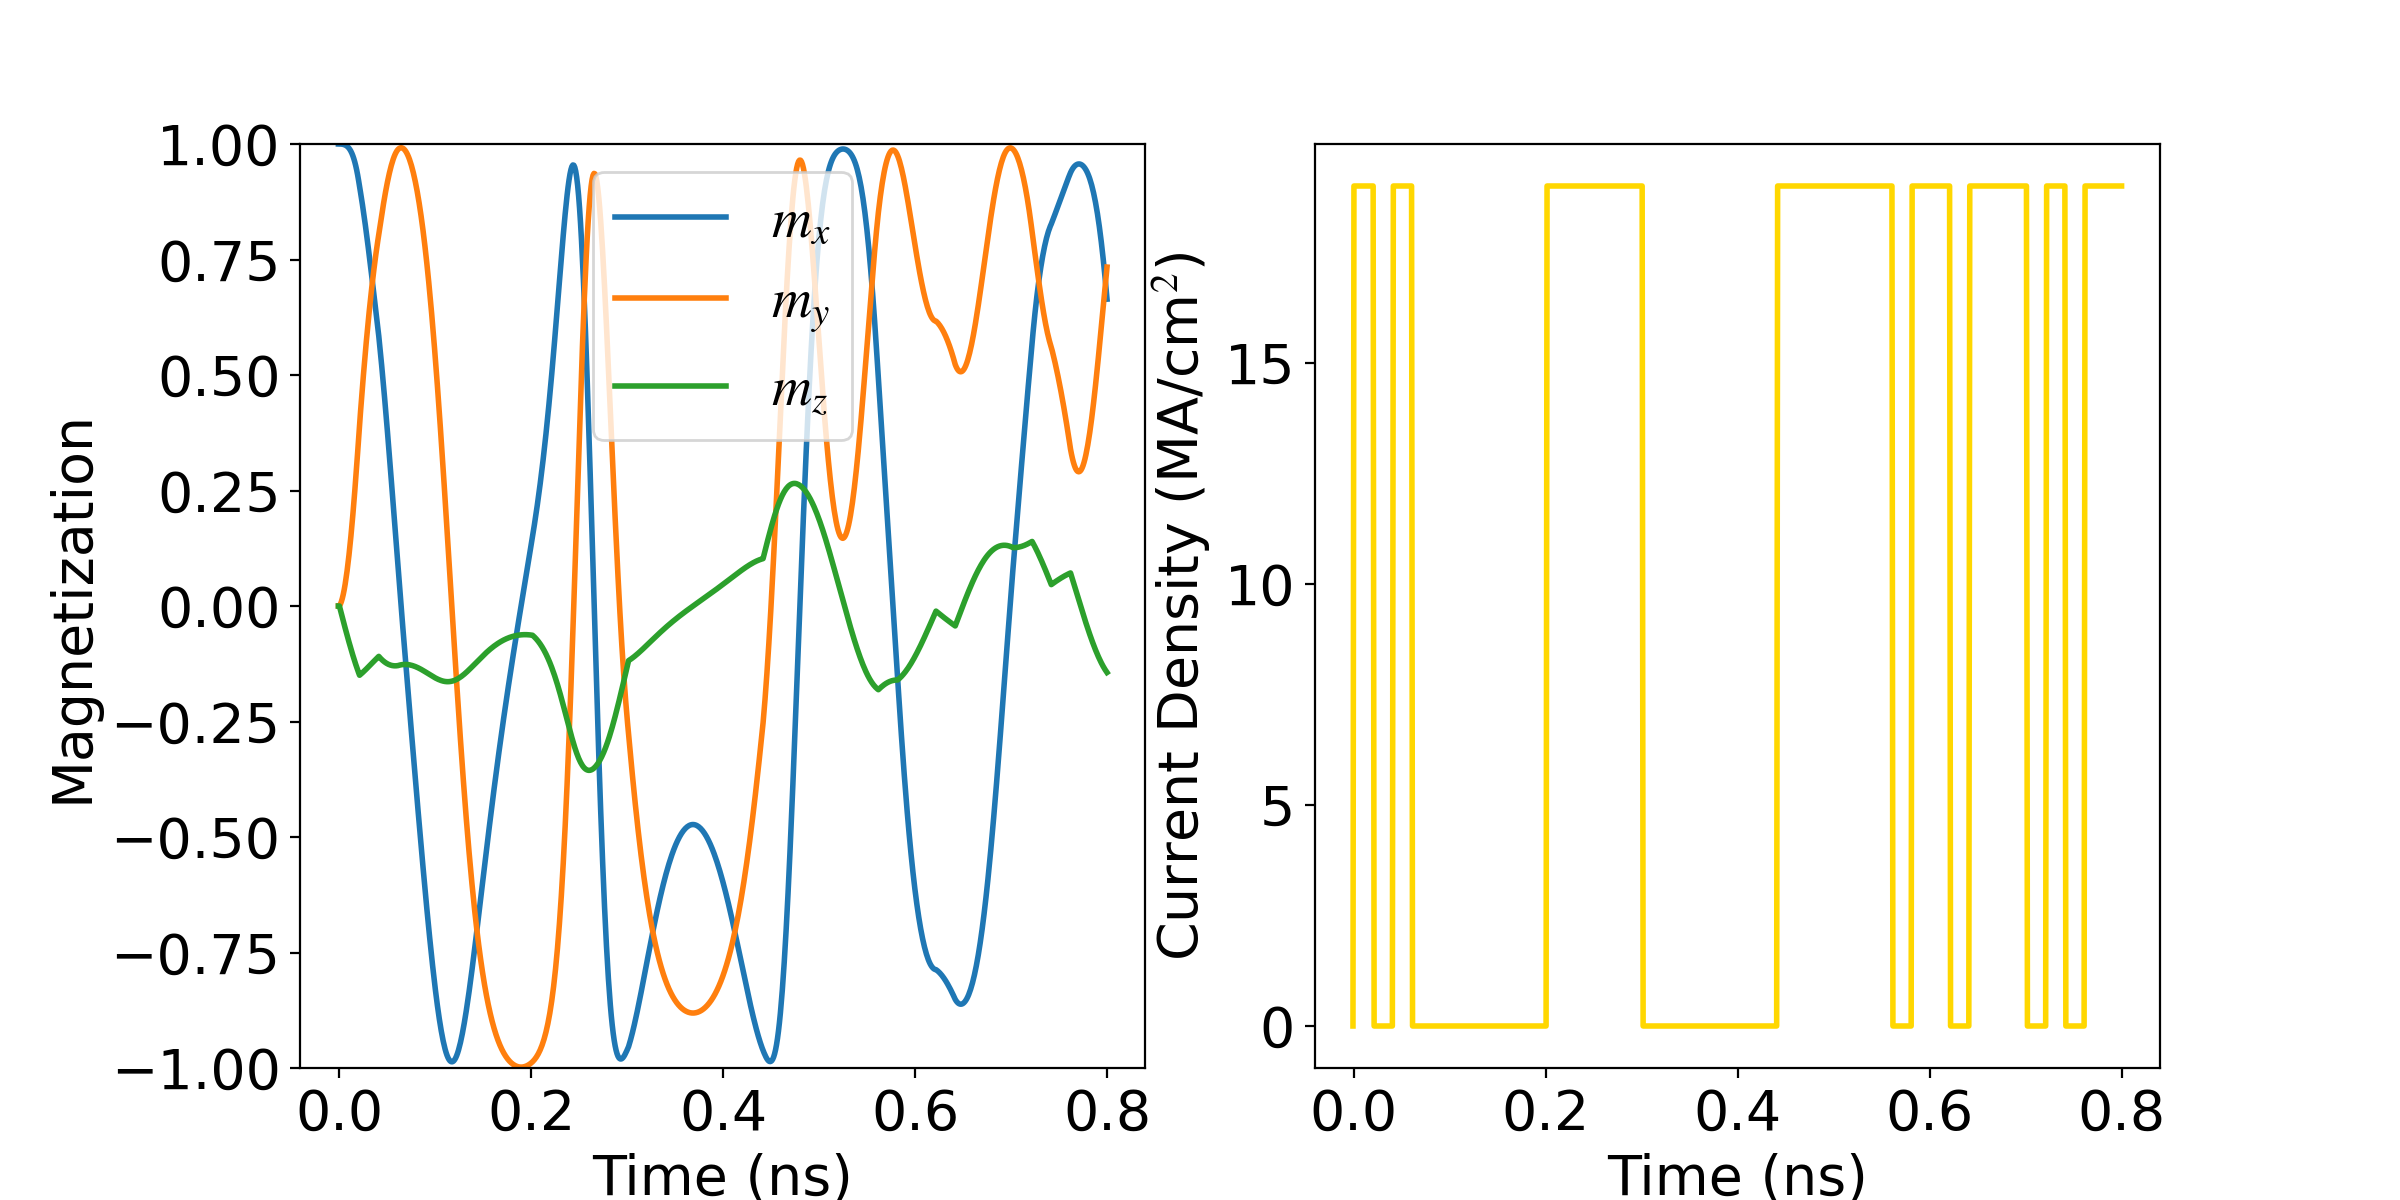 1.00
0.75
0.50
0.25
0.00
−0.25
−0.50
−0.75
−1.00
Magnetization
0.0 0.2 0.4 0.6 0.8
Time (ns)
m_x
m_y
m_z
Current Density (MA/cm²)
15
10
5
0
0.0 0.2 0.4 0.6 0.8
Time (ns)